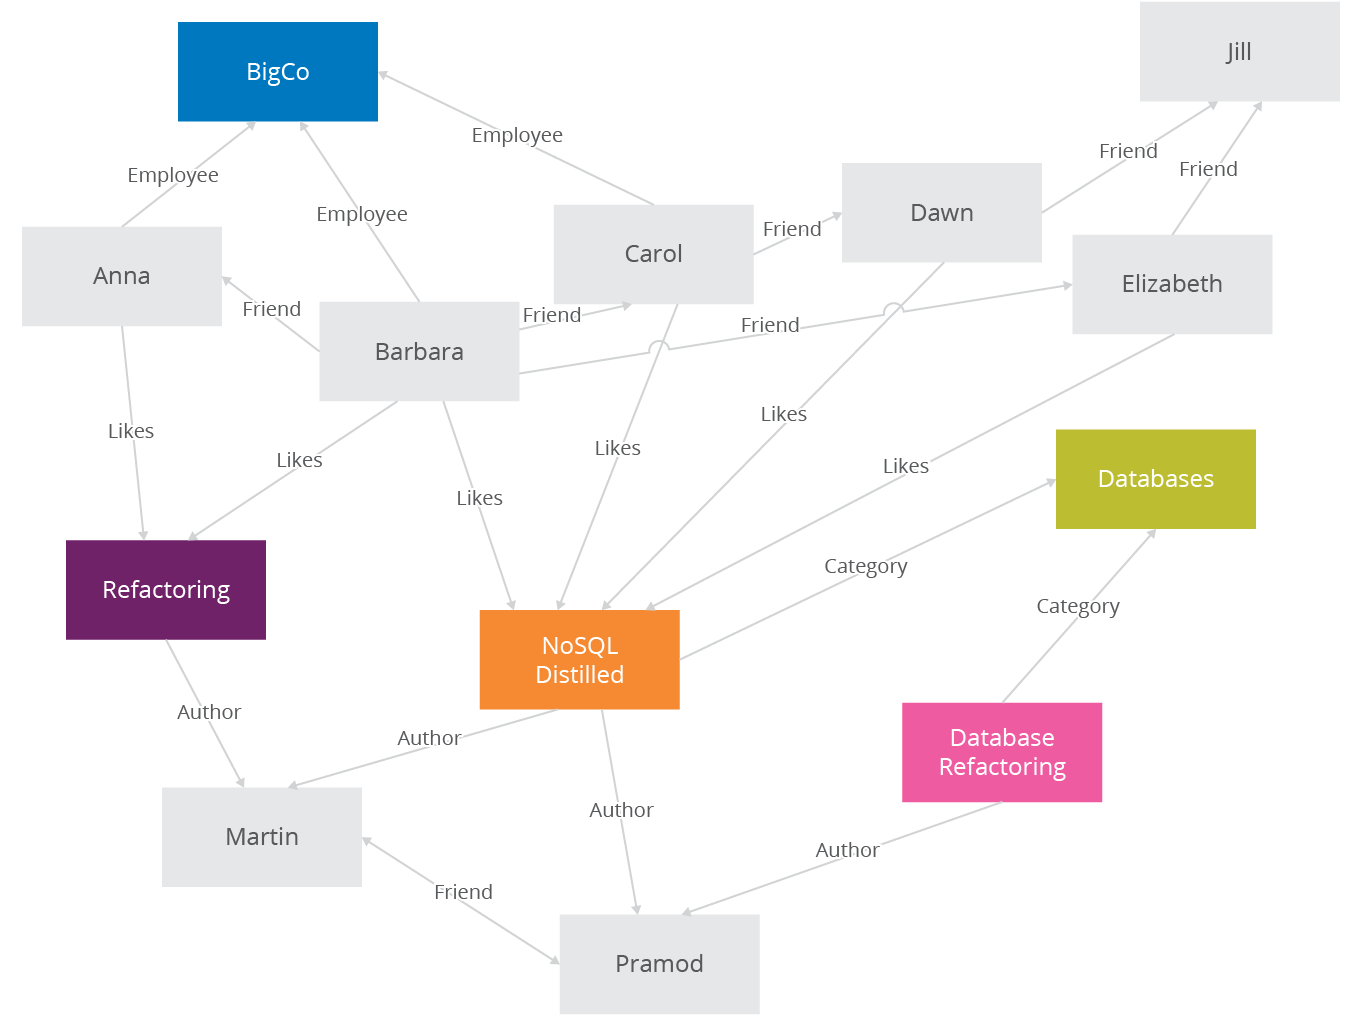 Jill
BigCo
Employee
Friend
Friend
Employee
Dawn
Employee
Friend
Carol
Anna
Elizabeth
Friend
Friend
Friend
Barbara
Likes
Likes
Likes
Likes
Likes
Likes
Databases
Category
Refactoring
Category
NoSQL
Distilled
Author
Author
Database
Refactoring
Author
Martin
Author
Friend
Pramod